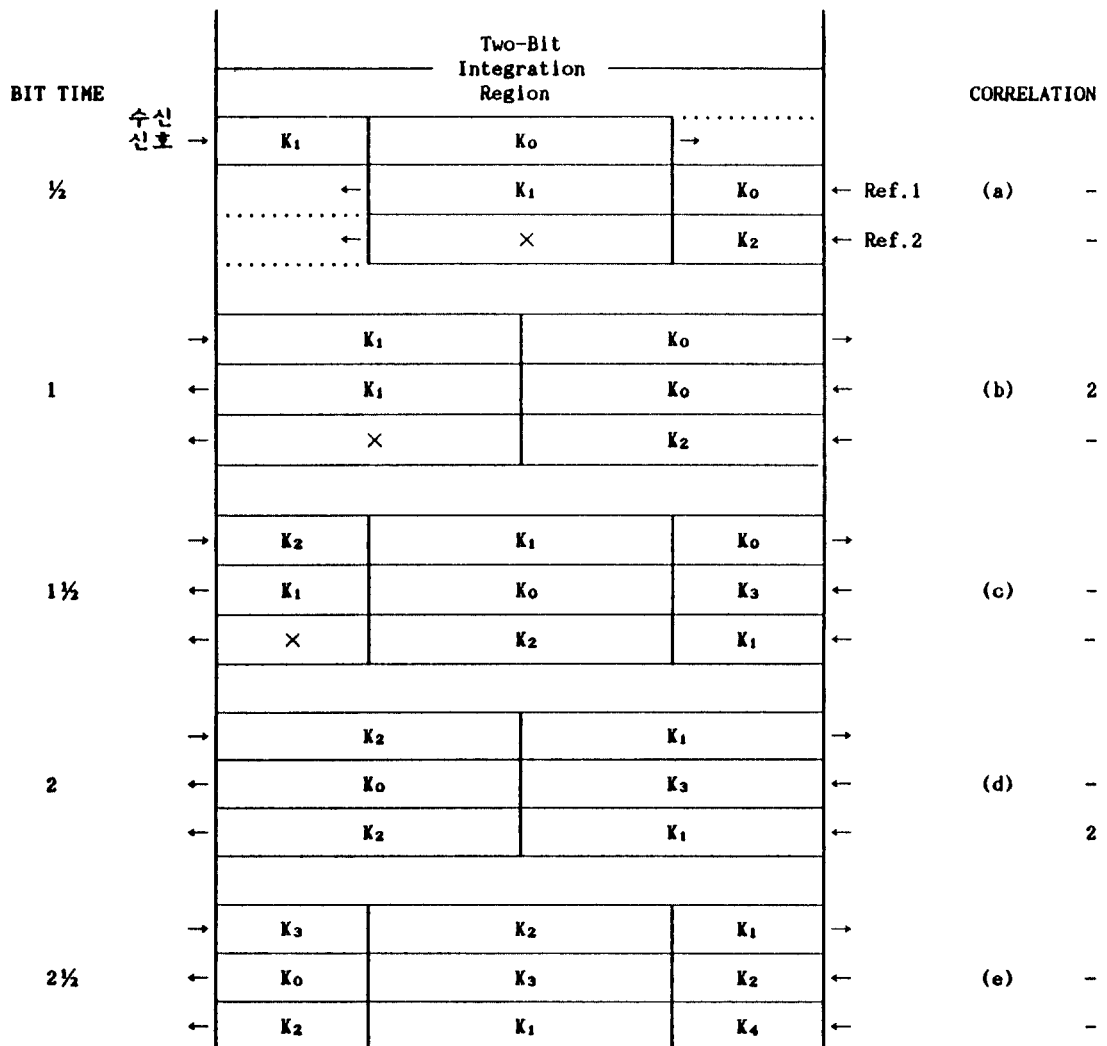 Two-Bit
Integration
Region
BIT TIME
CORRELATION
수신
신호 → K₁ K₀ →
½ ← K₁ K₀ ← Ref.1 (a) -
← × K₂ ← Ref.2 -
→ K₁ K₀ →
1 ← K₁ K₀ ← (b) 2
← × K₂ ← -
→ K₂ K₁ K₀ →
1½ ← K₁ K₀ K₃ ← (c) -
← × K₂ K₁ ← -
→ K₂ K₁ →
2 ← K₀ K₃ ← (d) -
← K₂ K₁ ← 2
→ K₃ K₂ K₁ →
2½ ← K₀ K₃ K₂ ← (e) -
← K₂ K₁ K₄ ← -